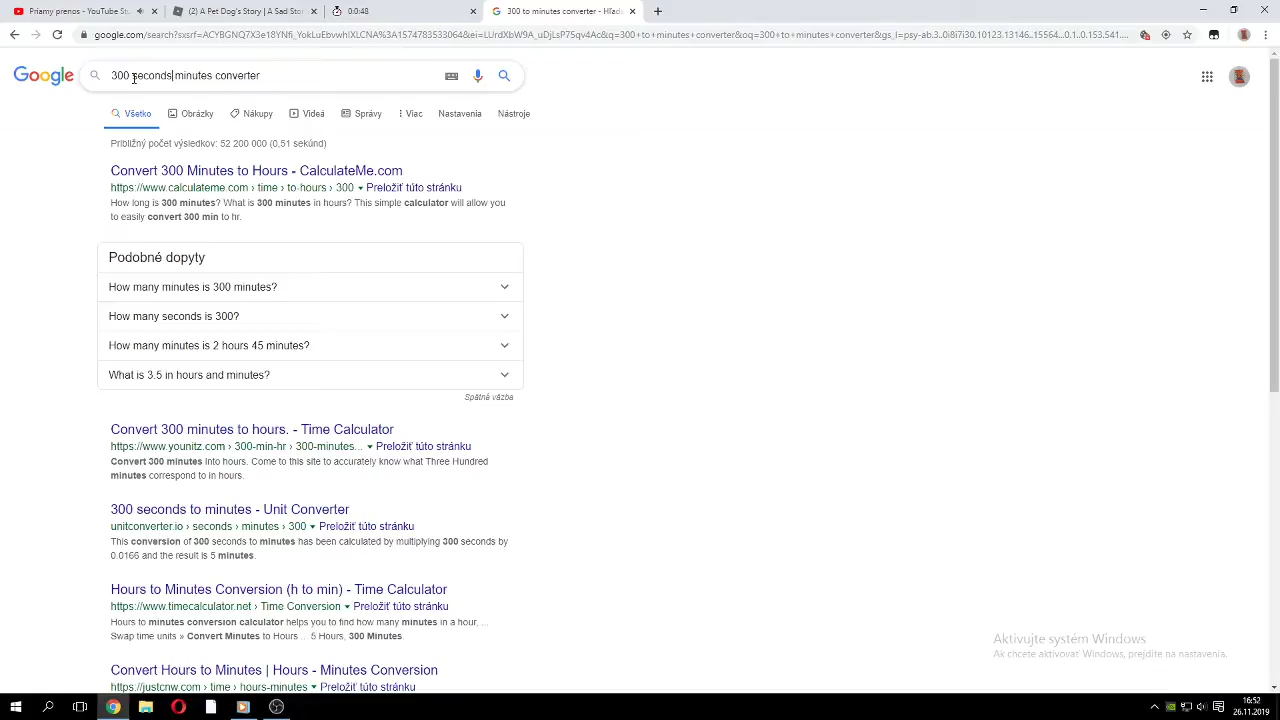 Priamy prenos - YouTube Stu
(2) A Pet Dog's Story | A Sad Stor
0:0:48
300 to minutes converter - Hľada
google.com/search?sxsrf=ACYBGNQ7X3e18YNfi_YokLuEbvwhIXLCNA%3A1574783533064&ei=LUrdXbW9A_uDjLsP75qv4Ac&q=300+to+minutes+converter&oq=300+to+minutes+converter&gs_l=psy-ab.3..0i8i7i30.10123.13146..15564...0.1..0.153.541....
Google
300 seconds minutes converter
Všetko
Obrázky
Nákupy
Videá
Správy
Viac
Nastavenia
Nástroje
Približný počet výsledkov: 52 200 000 (0,51 sekúnd)
Convert 300 Minutes to Hours - CalculateMe.com
https://www.calculateme.com › time › to-hours › 300 ▾ Preložiť túto stránku
How long is 300 minutes? What is 300 minutes in hours? This simple calculator will allow you
to easily convert 300 min to hr.
Podobné dopyty
How many minutes is 300 minutes?
How many seconds is 300?
How many minutes is 2 hours 45 minutes?
What is 3.5 in hours and minutes?
Spätná väzba
Convert 300 minutes to hours. - Time Calculator
https://www.younitz.com › 300-min-hr › 300-minutes... ▾ Preložiť túto stránku
Convert 300 minutes into hours. Come to this site to accurately know what Three Hundred
minutes correspond to in hours.
300 seconds to minutes - Unit Converter
unitconverter.io › seconds › minutes › 300 ▾ Preložiť túto stránku
This conversion of 300 seconds to minutes has been calculated by multiplying 300 seconds by
0.0166 and the result is 5 minutes.
Hours to Minutes Conversion (h to min) - Time Calculator
https://www.timecalculator.net › Time Conversion ▾ Preložiť túto stránku
Hours to minutes conversion calculator helps you to find how many minutes in a hour, ...
Swap time units » Convert Minutes to Hours ... 5 Hours, 300 Minutes.
Convert Hours to Minutes | Hours - Minutes Conversion
https://justcnw.com › time › hours-minutes ▾ Preložiť túto stránku
Aktivujte systém Windows
Ak chcete aktivovať Windows, prejdite na nastavenia.
16:52
26.11.2019